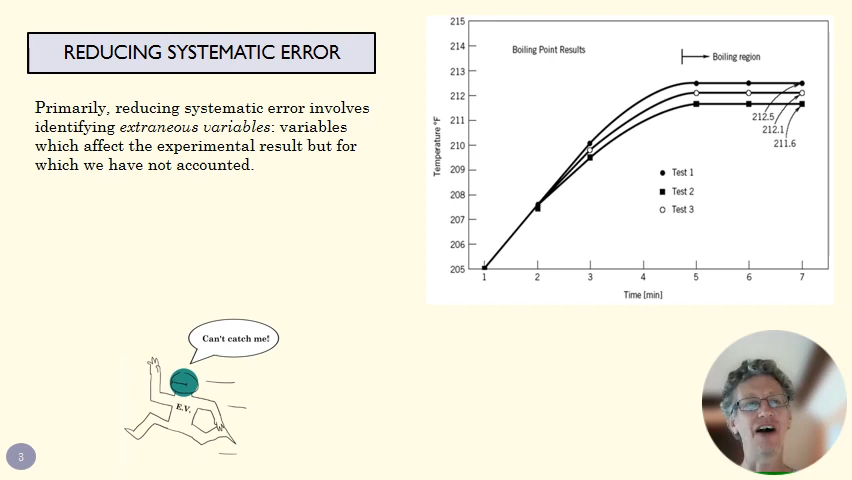 REDUCING SYSTEMATIC ERROR
Primarily, reducing systematic error involves
identifying extraneous variables: variables
which affect the experimental result but for
which we have not accounted.
Can't catch me!
E.V.
3
215
214
213
212
211
210
209
208
207
206
205
Temperature °F
Boiling Point Results
Boiling region
212.5
212.1
211.6
Test 1
Test 2
Test 3
1 2 3 4 5 6 7
Time [min]